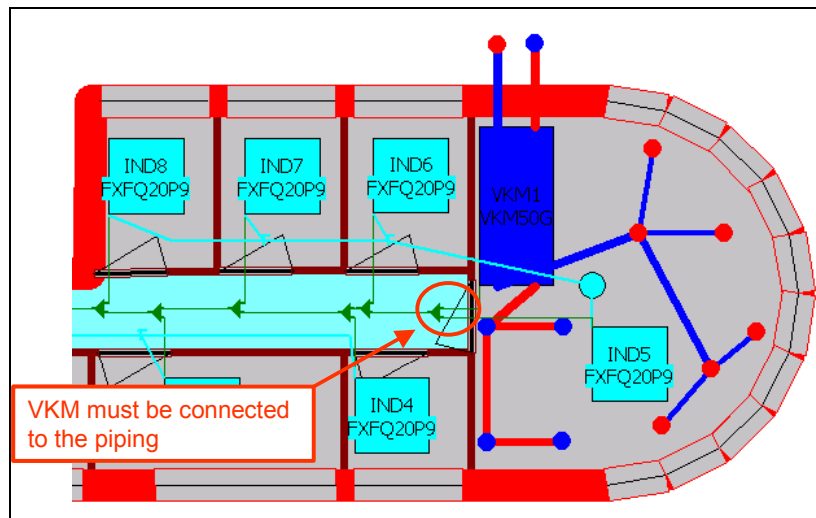 IND8
FXFQ20P9
IND7
FXFQ20P9
IND6
FXFQ20P9
VKM1
VKM50G
IND5
FXFQ20P9
IND4
FXFQ20P9
VKM must be connected
to the piping